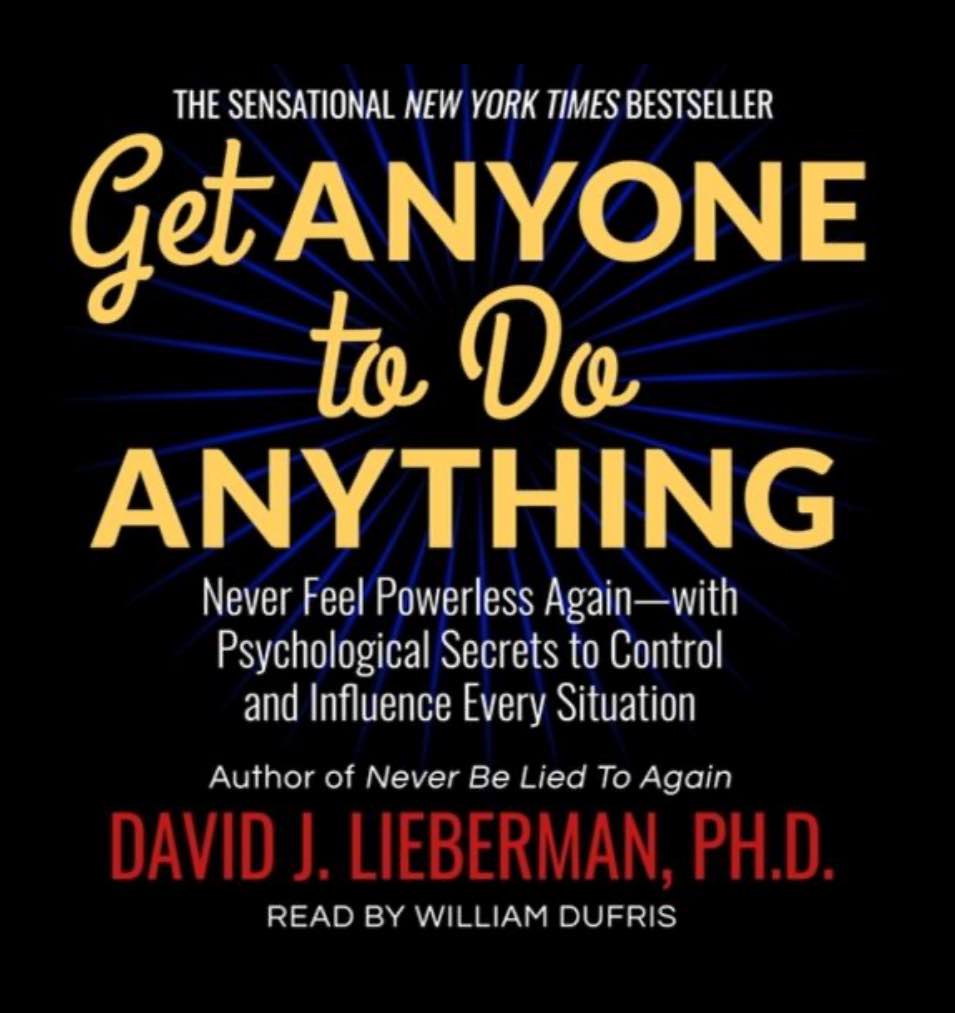 THE SENSATIONAL NEW YORK TIMES BESTSELLER
Get ANYONE
to Do
ANYTHING
Never Feel Powerless Again—with
Psychological Secrets to Control
and Influence Every Situation
Author of Never Be Lied To Again
DAVID J. LIEBERMAN, PH.D.
READ BY WILLIAM DUFRIS